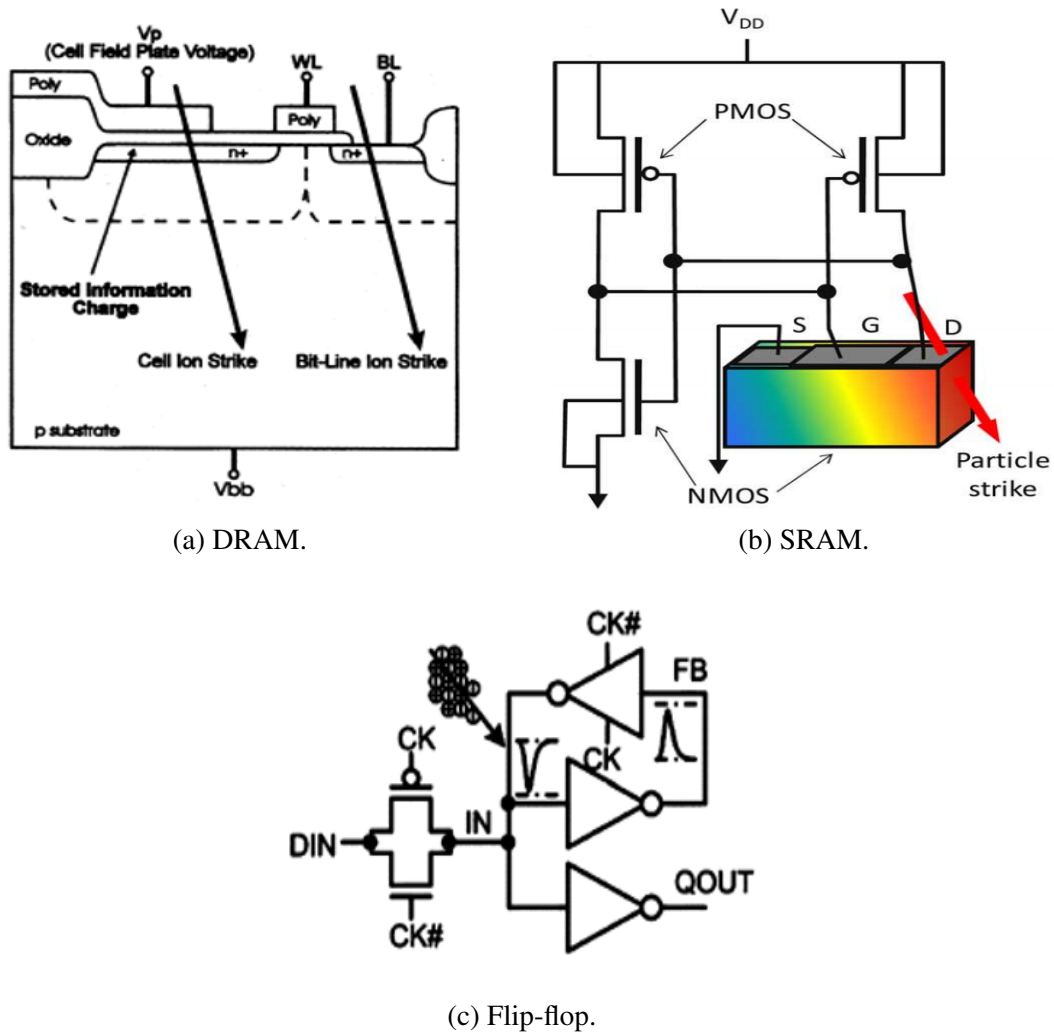 Vp
(Cell Field Plate Voltage)
WL
BL
Poly
Poly
Oxide
n+
n+
Stored Information
Charge
Cell Ion Strike
Bit-Line Ion Strike
p substrate
Vbb
(a) DRAM.
VDD
PMOS
S
G
D
Particle
strike
NMOS
(b) SRAM.
CK#
FB
CK
CK
IN
DIN
QOUT
CK#
(c) Flip-flop.